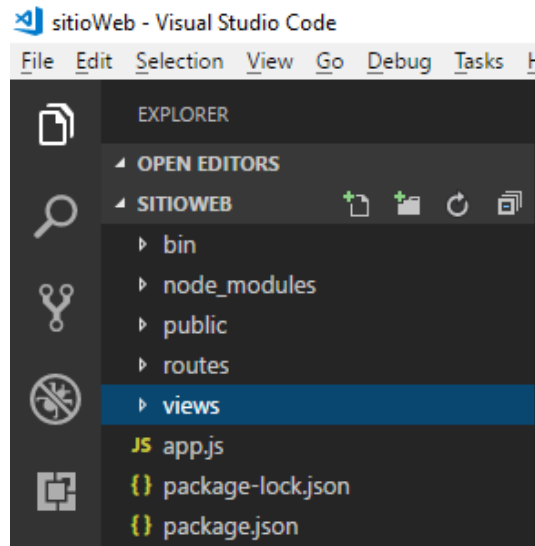 sitioWeb - Visual Studio Code
File Edit Selection View Go Debug Tasks
EXPLORER
OPEN EDITORS
SITIOWEB
bin
node_modules
public
routes
views
JS app.js
{} package-lock.json
{} package.json